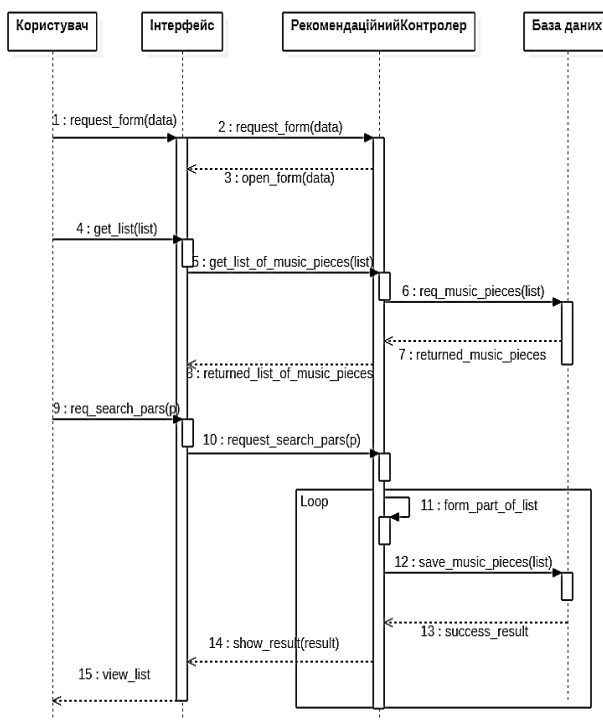 Користувач
Інтерфейс
РекомендаційнийКонтролер
База даних
1 : request_form(data)
2 : request_form(data)
3 : open_form(data)
4 : get_list(list)
5 : get_list_of_music_pieces(list)
6 : req_music_pieces(list)
7 : returned_music_pieces
8 : returned_list_of_music_pieces
9 : req_search_pars(p)
10 : request_search_pars(p)
Loop
11 : form_part_of_list
12 : save_music_pieces(list)
13 : success_result
14 : show_result(result)
15 : view_list